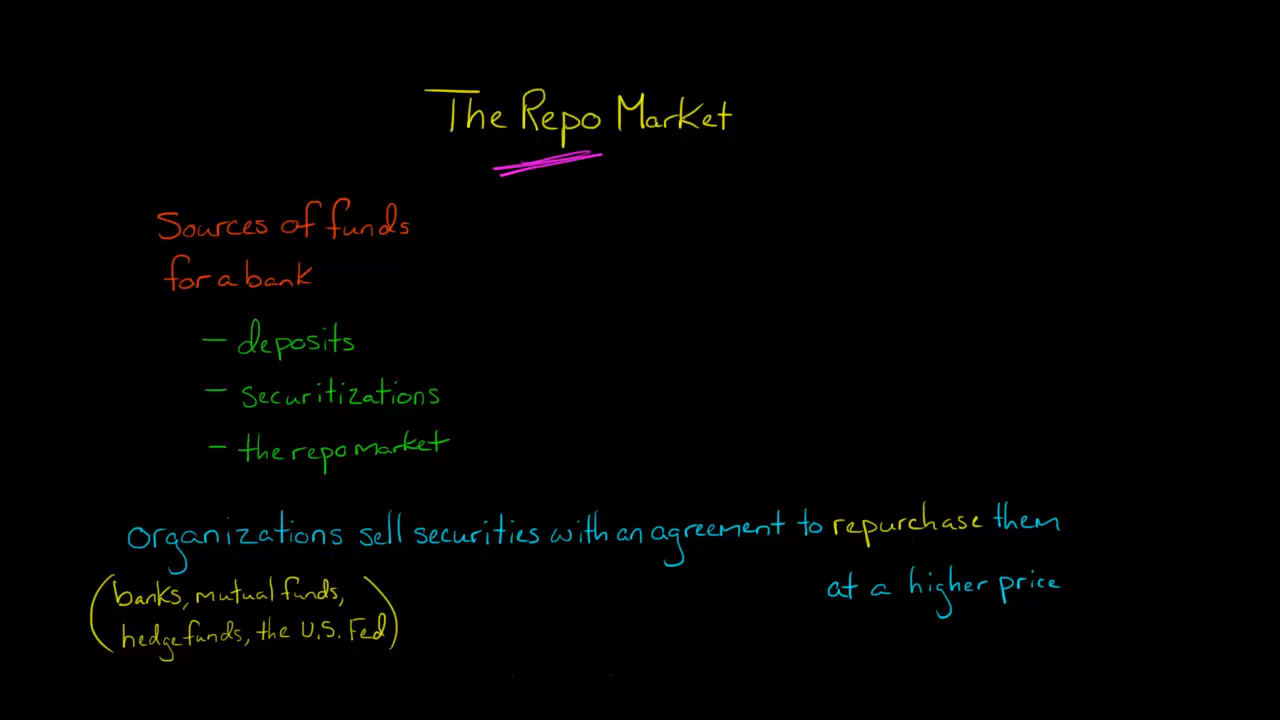 The Repo Market
Sources of funds
for a bank
- deposits
- securitizations
- the repo market
organizations sell securities with an agreement to repurchase them
at a higher price
(banks, mutual funds,
hedge funds, the U.S. Fed)